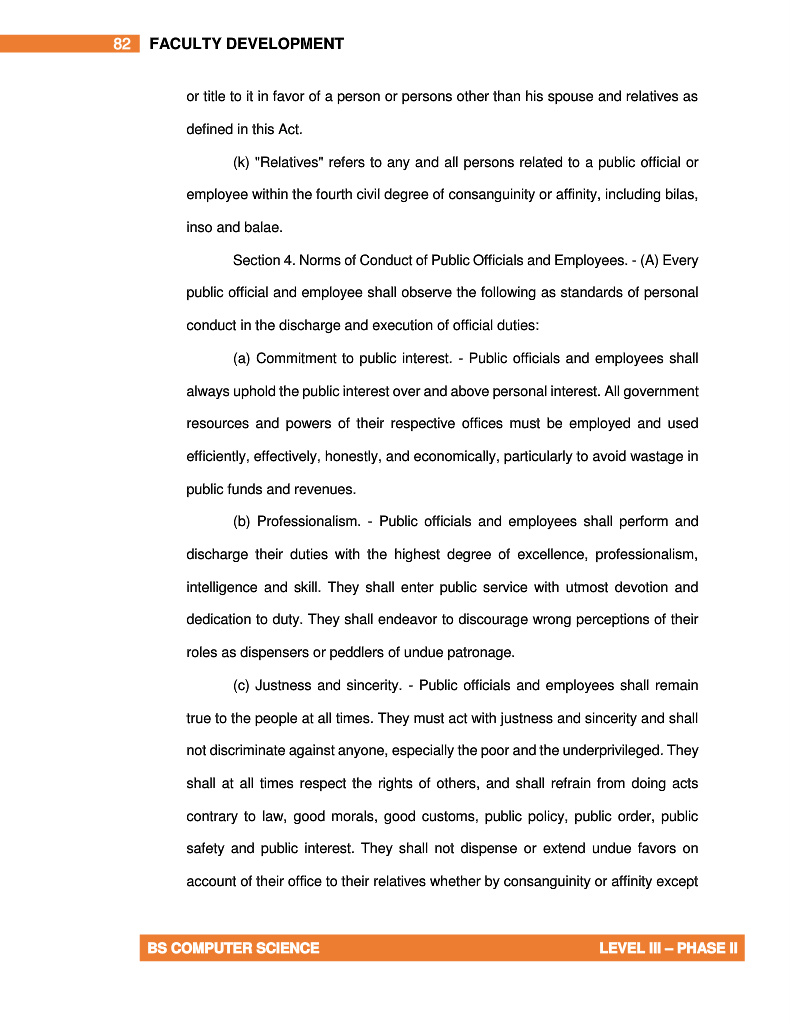 82 FACULTY DEVELOPMENT
or title to it in favor of a person or persons other than his spouse and relatives as
defined in this Act.
(k) "Relatives" refers to any and all persons related to a public official or
employee within the fourth civil degree of consanguinity or affinity, including bilas,
inso and balae.
Section 4. Norms of Conduct of Public Officials and Employees. - (A) Every
public official and employee shall observe the following as standards of personal
conduct in the discharge and execution of official duties:
(a) Commitment to public interest. - Public officials and employees shall
always uphold the public interest over and above personal interest. All government
resources and powers of their respective offices must be employed and used
efficiently, effectively, honestly, and economically, particularly to avoid wastage in
public funds and revenues.
(b) Professionalism. - Public officials and employees shall perform and
discharge their duties with the highest degree of excellence, professionalism,
intelligence and skill. They shall enter public service with utmost devotion and
dedication to duty. They shall endeavor to discourage wrong perceptions of their
roles as dispensers or peddlers of undue patronage.
(c) Justness and sincerity. - Public officials and employees shall remain
true to the people at all times. They must act with justness and sincerity and shall
not discriminate against anyone, especially the poor and the underprivileged. They
shall at all times respect the rights of others, and shall refrain from doing acts
contrary to law, good morals, good customs, public policy, public order, public
safety and public interest. They shall not dispense or extend undue favors on
account of their office to their relatives whether by consanguinity or affinity except
BS COMPUTER SCIENCE LEVEL III – PHASE II